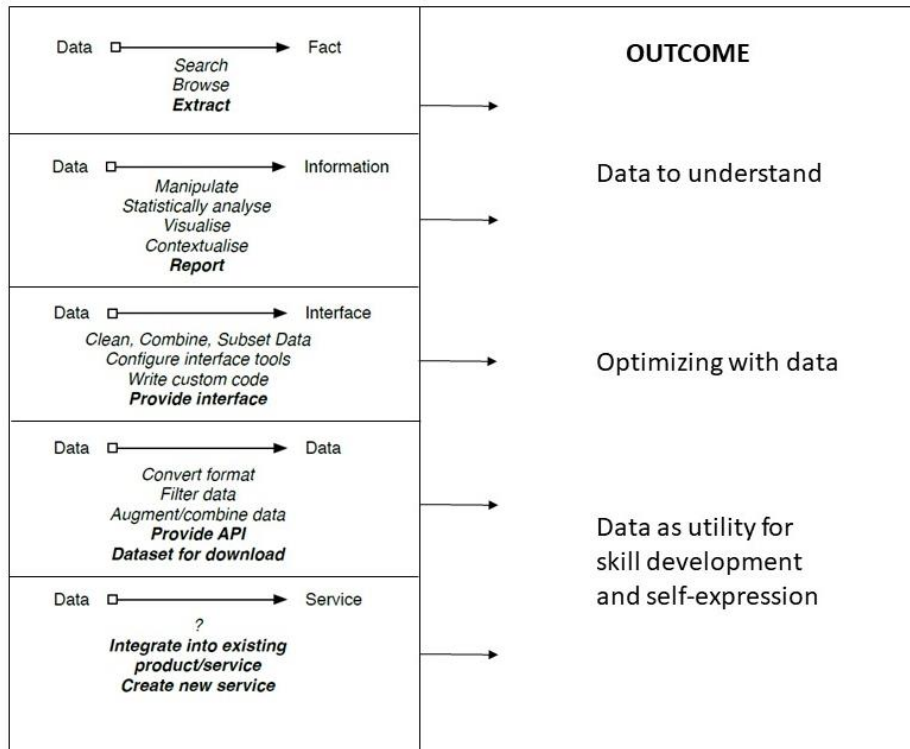 Data Fact
Search
Browse
Extract
Data Information
Manipulate
Statistically analyse
Visualise
Contextualise
Report
Data Interface
Clean, Combine, Subset Data
Configure interface tools
Write custom code
Provide interface
Data Data
Convert format
Filter data
Augment/combine data
Provide API
Dataset for download
Data Service
?
Integrate into existing
product/service
Create new service
OUTCOME
Data to understand
Optimizing with data
Data as utility for
skill development
and self-expression